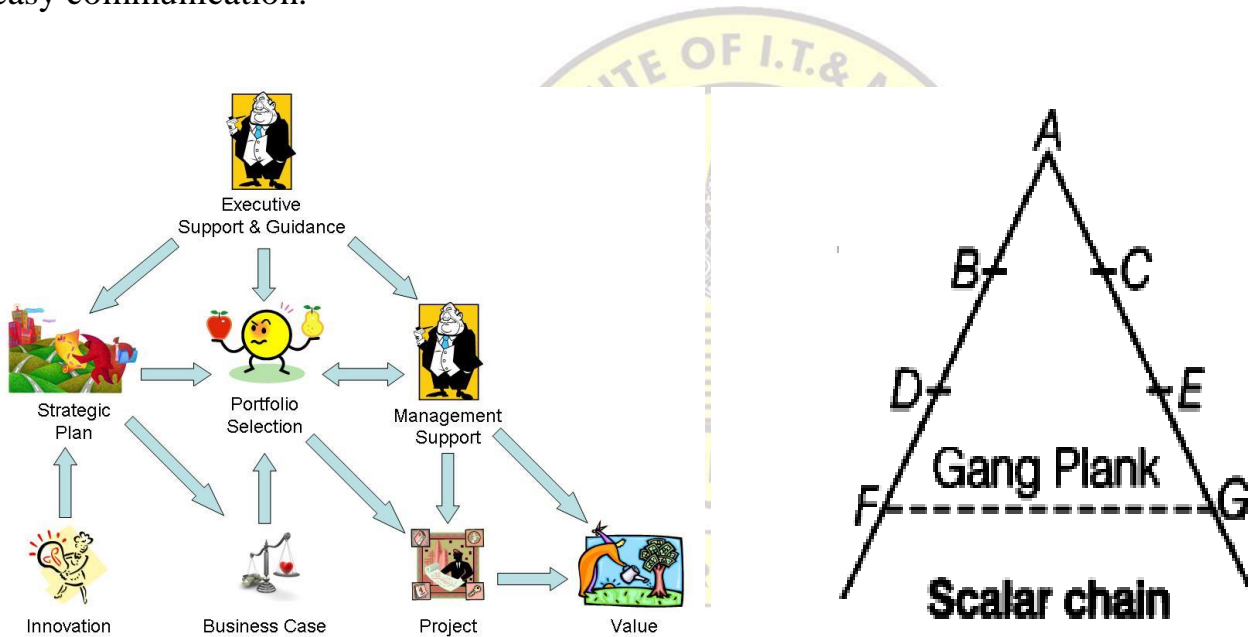 easy communication.
OF I.T.&
Executive
Support & Guidance
Strategic
Plan
Portfolio
Selection
Management
Support
Innovation
Business Case
Project
Value
A
B
C
D
E
Gang Plank
F
G
Scalar chain